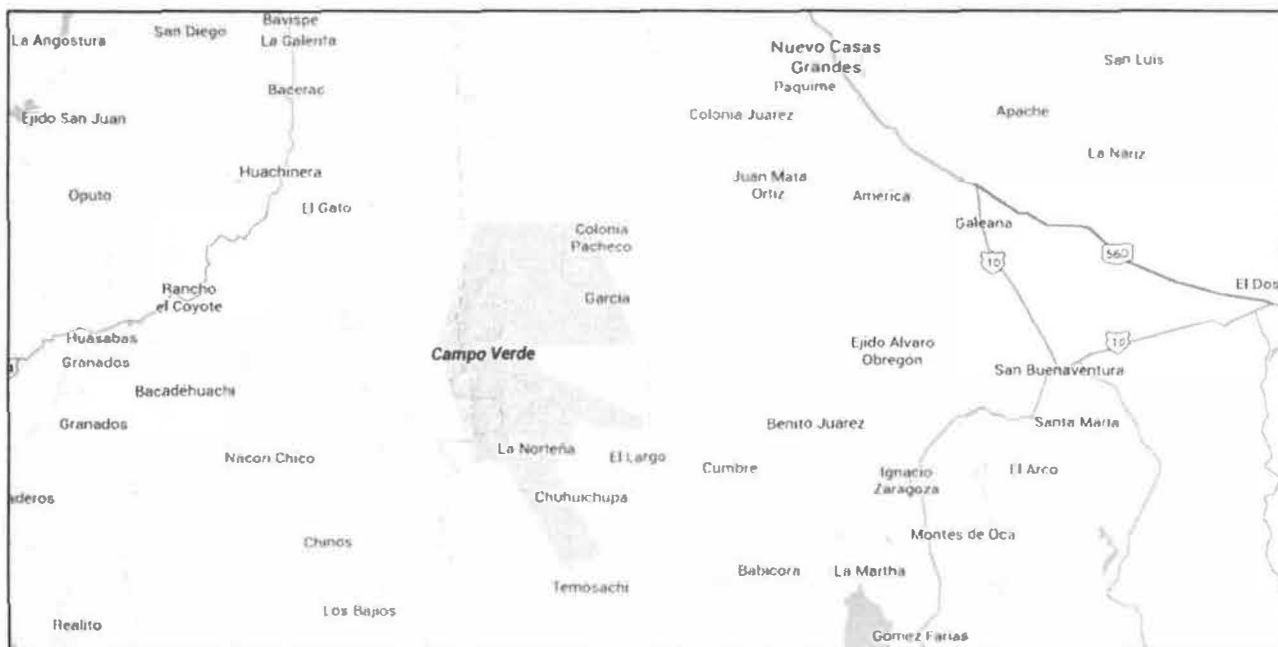 Bavispe
La Angostura
San Diego
La Galerita
Nuevo Casas
Grandes
San Luis
Paquime
Bacerac
Colonia Juarez
Apache
Ejido San Juan
La Nariz
Huachinera
Juan Mata
Ortiz
Oputo
America
El Gato
Galeana
Colonia
Pacheco
10
560
Rancho
el Coyote
Garcia
El Dos
Huasabas
10
Ejido Alvaro
Obregon
Campo Verde
Granados
San Buenaventura
Bacadehuachi
Granados
Benito Juarez
Santa Maria
La Norteña
Nacori Chico
El Largo
Cumbre
Ignacio
Zaragoza
El Arco
aderos
Chuhuichupa
Chinos
Montes de Oca
Babicora
La Martha
Temosachi
Los Bajios
Realito
Gomez Farias